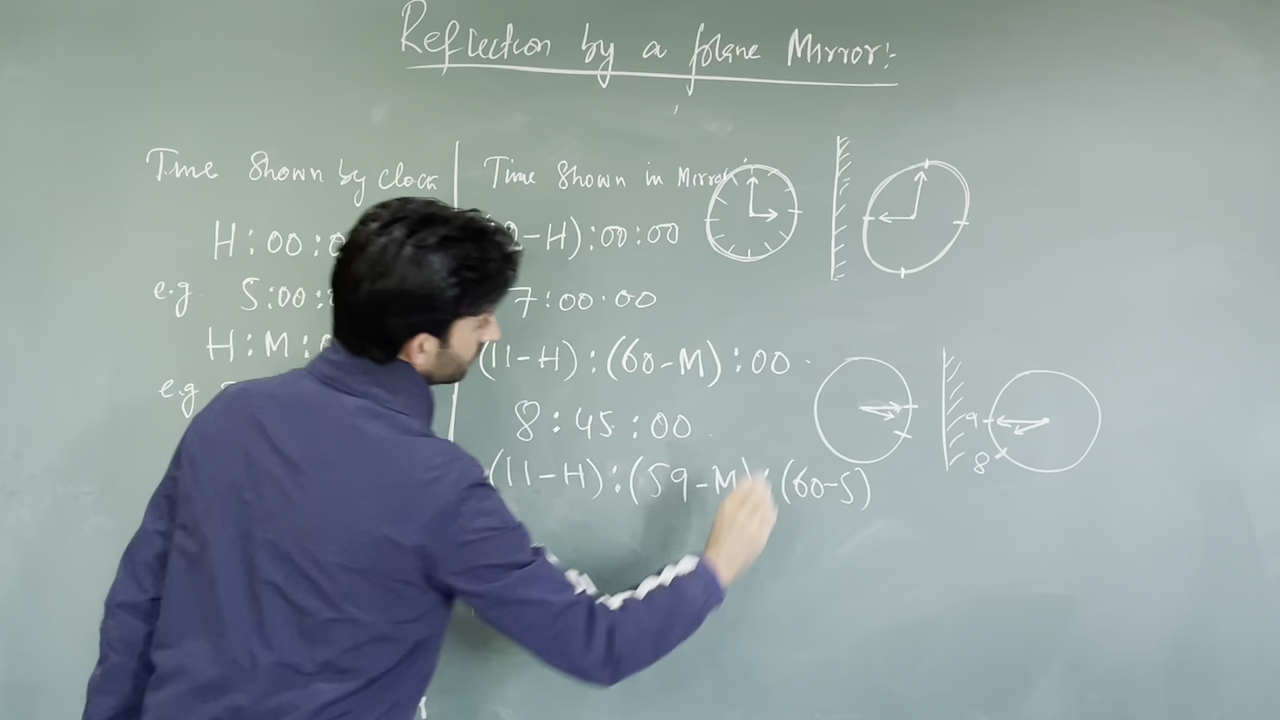 Reflection by a plane Mirror:-
Time Shown by clock
Time Shown in Mirror
H:00:0
-H):00:00
e.g 5:00:
7:00:00
H:M:
(11-H):(60-M):00
e.g
8:45:00
(11-H):(59-M):(60-S)
9
8